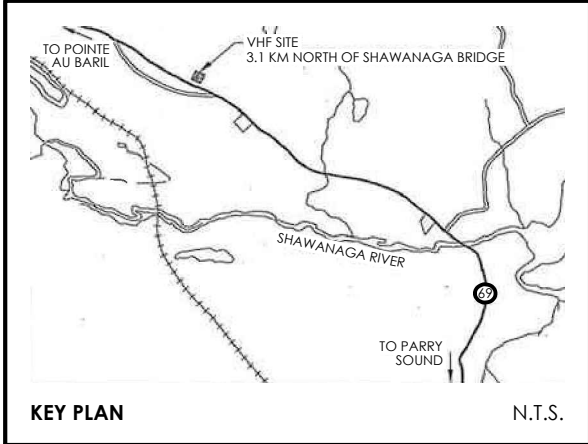 TO POINTE
AU BARIL
VHF SITE
3.1 KM NORTH OF SHAWANAGA BRIDGE
SHAWANAGA RIVER
69
TO PARRY
SOUND
KEY PLAN
N.T.S.